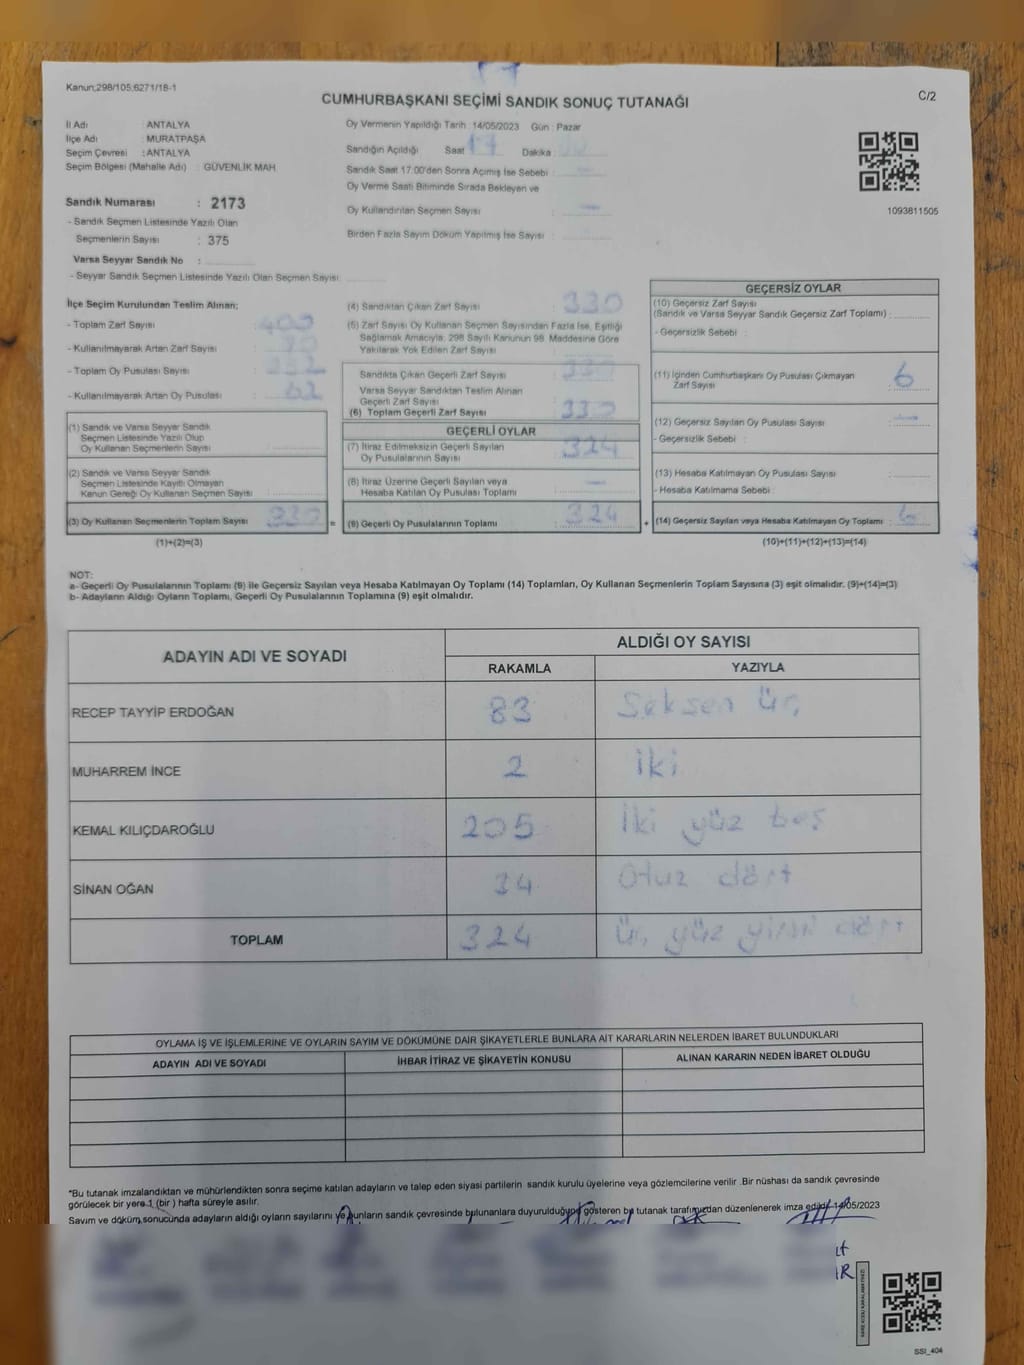 Kanun;298/105;6271/18-1
C/2
CUMHURBAŞKANI SEÇİMİ SANDIK SONUÇ TUTANAĞI
İl Adı : ANTALYA
İlçe Adı : MURATPAŞA
Seçim Çevresi : ANTALYA
Seçim Bölgesi (Mahalle Adı) : GÜVENLİK MAH
Sandık Numarası : 2173
- Sandık Seçmen Listesinde Yazılı Olan
Seçmenlerin Sayısı : 375
Varsa Seyyar Sandık No :
- Seyyar Sandık Seçmen Listesinde Yazılı Olan Seçmen Sayısı:
Oy Vermenin Yapıldığı Tarih :14/05/2023 Gün : Pazar
Sandığın Açıldığı Saat 17 Dakika :
Sandık Saat 17:00'den Sonra Açımış İse Sebebi : —
Oy Verme Saati Bitiminde Sırada Bekleyen ve
Oy Kullandırılan Seçmen Sayısı : —
Birden Fazla Sayım Döküm Yapılmış İse Sayısı :
1093811505
İlçe Seçim Kurulundan Teslim Alınan;
- Toplam Zarf Sayısı
- Kullanılmayarak Artan Zarf Sayısı
- Toplam Oy Pusulası Sayısı
- Kullanılmayarak Artan Oy Pusulası : 62
(1) Sandık ve Varsa Seyyar Sandık
Seçmen Listesinde Yazılı Olup
Oy Kullanan Seçmenlerin Sayısı :
(2) Sandık ve Varsa Seyyar Sandık
Seçmen Listesinde Kayıtlı Olmayan
Kanun Gereği Oy Kullanan Seçmen Sayısı :
(3) Oy Kullanan Seçmenlerin Toplam Sayısı : 330 =
(1)+(2)=(3)
(4) Sandıktan Çıkan Zarf Sayısı : 330
(5) Zarf Sayısı Oy Kullanan Seçmen Sayısından Fazla İse, Eşitliği
Sağlamak Amacıyla; 298 Sayılı Kanunun 98. Maddesine Göre
Yakılarak Yok Edilen Zarf Sayısı
Sandıkta Çıkan Geçerli Zarf Sayısı : 330
Varsa Seyyar Sandıktan Teslim Alınan
Geçerli Zarf Sayısı
(6) Toplam Geçerli Zarf Sayısı : 330
GEÇERLİ OYLAR
(7) İtiraz Edilmeksizin Geçerli Sayılan
Oy Pusulalarının Sayısı : 324
(8) İtiraz Üzerine Geçerli Sayılan veya
Hesaba Katılan Oy Pusulası Toplamı : —
(9) Geçerli Oy Pusulalarının Toplamı : 324 +
GEÇERSİZ OYLAR
(10) Geçersiz Zarf Sayısı
(Sandık ve Varsa Seyyar Sandık Geçersiz Zarf Toplamı) :
- Geçersizlik Sebebi :
(11) İçinden Cumhurbaşkanı Oy Pusulası Çıkmayan
Zarf Sayısı : 6
(12) Geçersiz Sayılan Oy Pusulası Sayısı : —
- Geçersizlik Sebebi :
(13) Hesaba Katılmayan Oy Pusulası Sayısı :
- Hesaba Katılmama Sebebi :
(14) Geçersiz Sayılan veya Hesaba Katılmayan Oy Toplamı : 6
(10)+(11)+(12)+(13)=(14)
NOT:
a- Geçerli Oy Pusulalarının Toplamı (9) ile Geçersiz Sayılan veya Hesaba Katılmayan Oy Toplamı (14) Toplamları, Oy Kullanan Seçmenlerin Toplam Sayısına (3) eşit olmalıdır. (9)+(14)=(3)
b- Adayların Aldığı Oyların Toplamı, Geçerli Oy Pusulalarının Toplamına (9) eşit olmalıdır.
ADAYIN ADI VE SOYADI ALDIĞI OY SAYISI
RAKAMLA YAZIYLA
RECEP TAYYİP ERDOĞAN 83 Seksen üç
MUHARREM İNCE 2 iki
KEMAL KILIÇDAROĞLU 205 İki yüz beş
SİNAN OĞAN 34 Otuz dört
TOPLAM 324 Üç yüz yirmi dört
OYLAMA İŞ VE İŞLEMLERİNE VE OYLARIN SAYIM VE DÖKÜMÜNE DAİR ŞİKAYETLERLE BUNLARA AİT KARARLARIN NELERDEN İBARET BULUNDUKLARI
ADAYIN ADI VE SOYADI İHBAR İTİRAZ VE ŞİKAYETİN KONUSU ALINAN KARARIN NEDEN İBARET OLDUĞU
*Bu tutanak imzalandıktan ve mühürlendikten sonra seçime katılan adayların ve talep eden siyasi partilerin sandık kurulu üyelerine veya gözlemcilerine verilir .Bir nüshası da sandık çevresinde
görülecek bir yere 1 (bir ) hafta süreyle asılır.
Sayım ve döküm sonucunda adayların aldığı oyların sayılarını ve bunların sandık çevresinde bulunanlara duyurulduğunu gösteren bu tutanak tarafımızdan düzenlenerek imza edildi. 14/05/2023
SSI_404